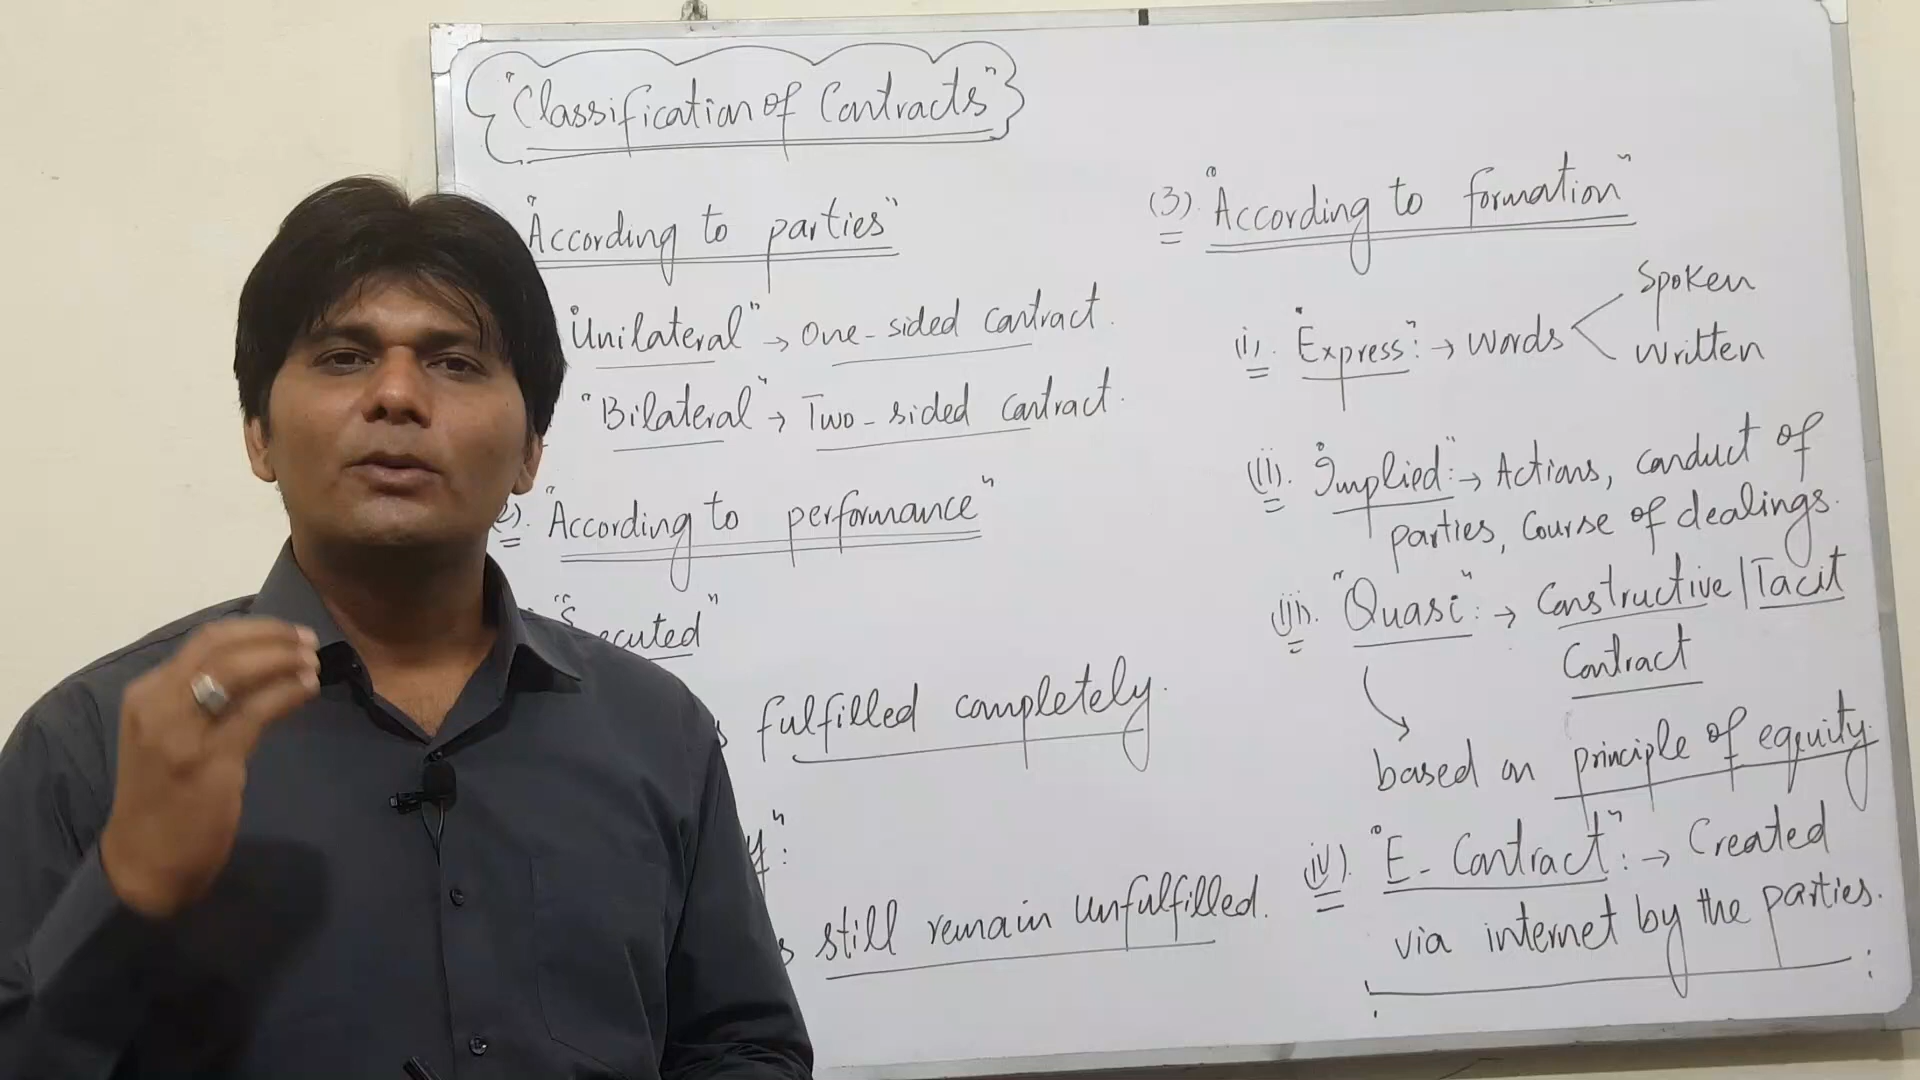 "Classification of Contracts"
"According to parties"
"Unilateral" → One-sided contract.
"Bilateral" → Two-sided contract.
"According to performance"
fulfilled completely.
still remain unfulfilled.
(3). "According to formation"
(i). "Express": → words
Spoken
written
(ii). "Implied": → Actions, conduct of
parties, Course of dealings.
(iii). "Quasi": → Constructive/Tacit
Contract
based on principle of equity.
(iv). "E-Contract": → Created
via internet by the parties.